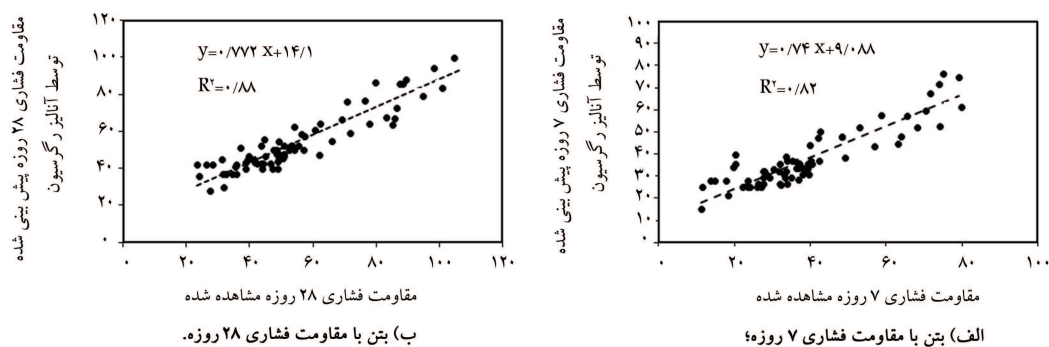 مقاومت فشاری ۷ روزه پیش بینی شده
توسط آنالیز رگرسیون
۱۰۰
۹۰
۸۰
۷۰
۶۰
۵۰
۴۰
۳۰
۲۰
۱۰
۰
y=۰/۷۴ x+۹/۰۸۸
R۲=۰/۸۲
۰ ۲۰ ۴۰ ۶۰ ۸۰ ۱۰۰
مقاومت فشاری ۷ روزه مشاهده شده
الف) بتن با مقاومت فشاری ۷ روزه؛
مقاومت فشاری ۲۸ روزه پیش بینی شده
توسط آنالیز رگرسیون
۱۲۰
۱۰۰
۸۰
۶۰
۴۰
۲۰
۰
y=۰/۷۷۲ x+۱۴/۱
R۲=۰/۸۸
۰ ۲۰ ۴۰ ۶۰ ۸۰ ۱۰۰ ۱۲۰
مقاومت فشاری ۲۸ روزه مشاهده شده
ب) بتن با مقاومت فشاری ۲۸ روزه.